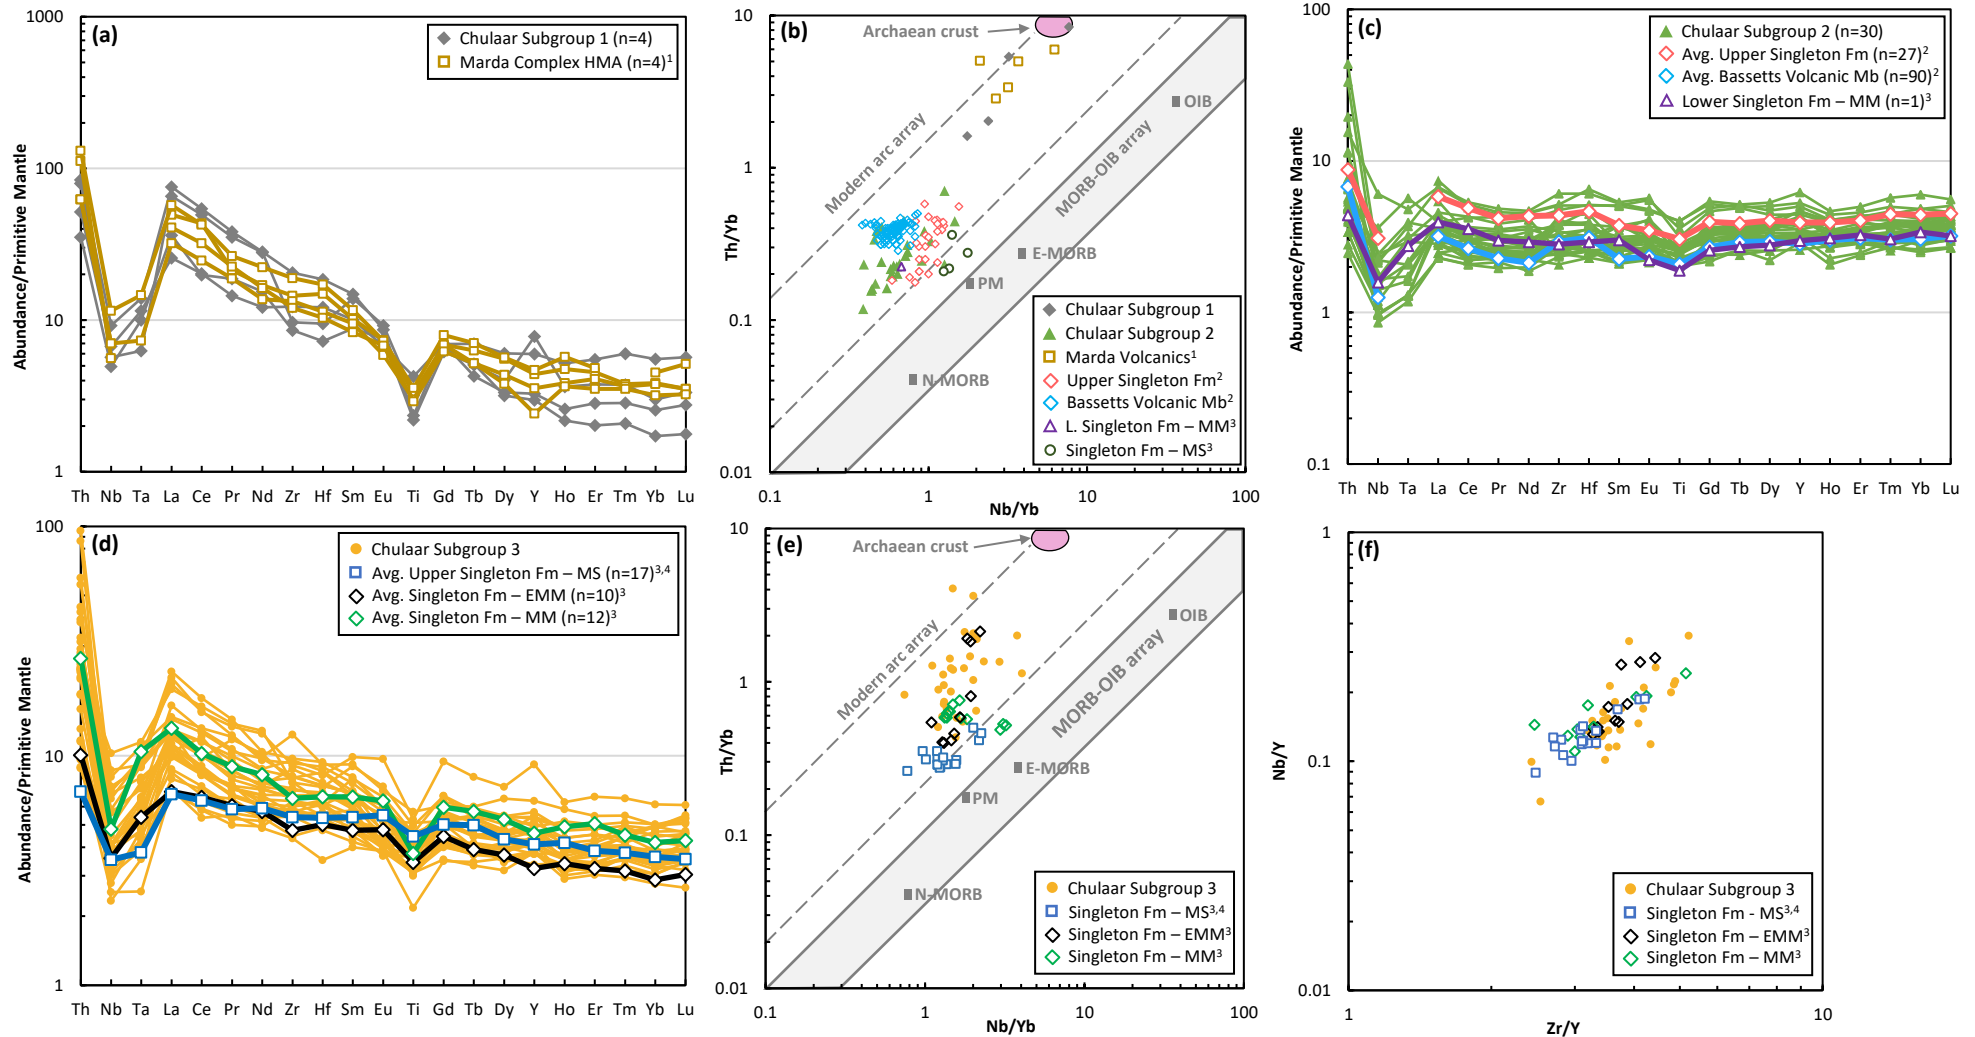 (a)
Abundance/Primitive Mantle
1000
100
10
1
Chulaar Subgroup 1 (n=4)
Marda Complex HMA (n=4)¹
Th Nb Ta La Ce Pr Nd Zr Hf Sm Eu Ti Gd Tb Dy Y Ho Er Tm Yb Lu
(b)
Th/Yb
10
1
0.1
0.01
Archaean crust
Modern arc array
MORB-OIB array
OIB
E-MORB
PM
N-MORB
Chulaar Subgroup 1
Chulaar Subgroup 2
Marda Volcanics¹
Upper Singleton Fm²
Bassetts Volcanic Mb²
L. Singleton Fm – MM³
Singleton Fm – MS³
0.1 1 10 100
Nb/Yb
(c)
Abundance/Primitive Mantle
100
10
1
0.1
Chulaar Subgroup 2 (n=30)
Avg. Upper Singleton Fm (n=27)²
Avg. Bassetts Volcanic Mb (n=90)²
Lower Singleton Fm – MM (n=1)³
Th Nb Ta La Ce Pr Nd Zr Hf Sm Eu Ti Gd Tb Dy Y Ho Er Tm Yb Lu
(d)
Abundance/Primitive Mantle
100
10
1
Chulaar Subgroup 3
Avg. Upper Singleton Fm – MS (n=17)³,⁴
Avg. Singleton Fm – EMM (n=10)³
Avg. Singleton Fm – MM (n=12)³
Th Nb Ta La Ce Pr Nd Zr Hf Sm Eu Ti Gd Tb Dy Y Ho Er Tm Yb Lu
(e)
Th/Yb
10
1
0.1
0.01
Archaean crust
Modern arc array
MORB-OIB array
OIB
E-MORB
PM
N-MORB
Chulaar Subgroup 3
Singleton Fm – MS³,⁴
Singleton Fm – EMM³
Singleton Fm – MM³
0.1 1 10 100
Nb/Yb
(f)
Nb/Y
1
0.1
0.01
Chulaar Subgroup 3
Singleton Fm - MS³,⁴
Singleton Fm – EMM³
Singleton Fm – MM³
1 10
Zr/Y